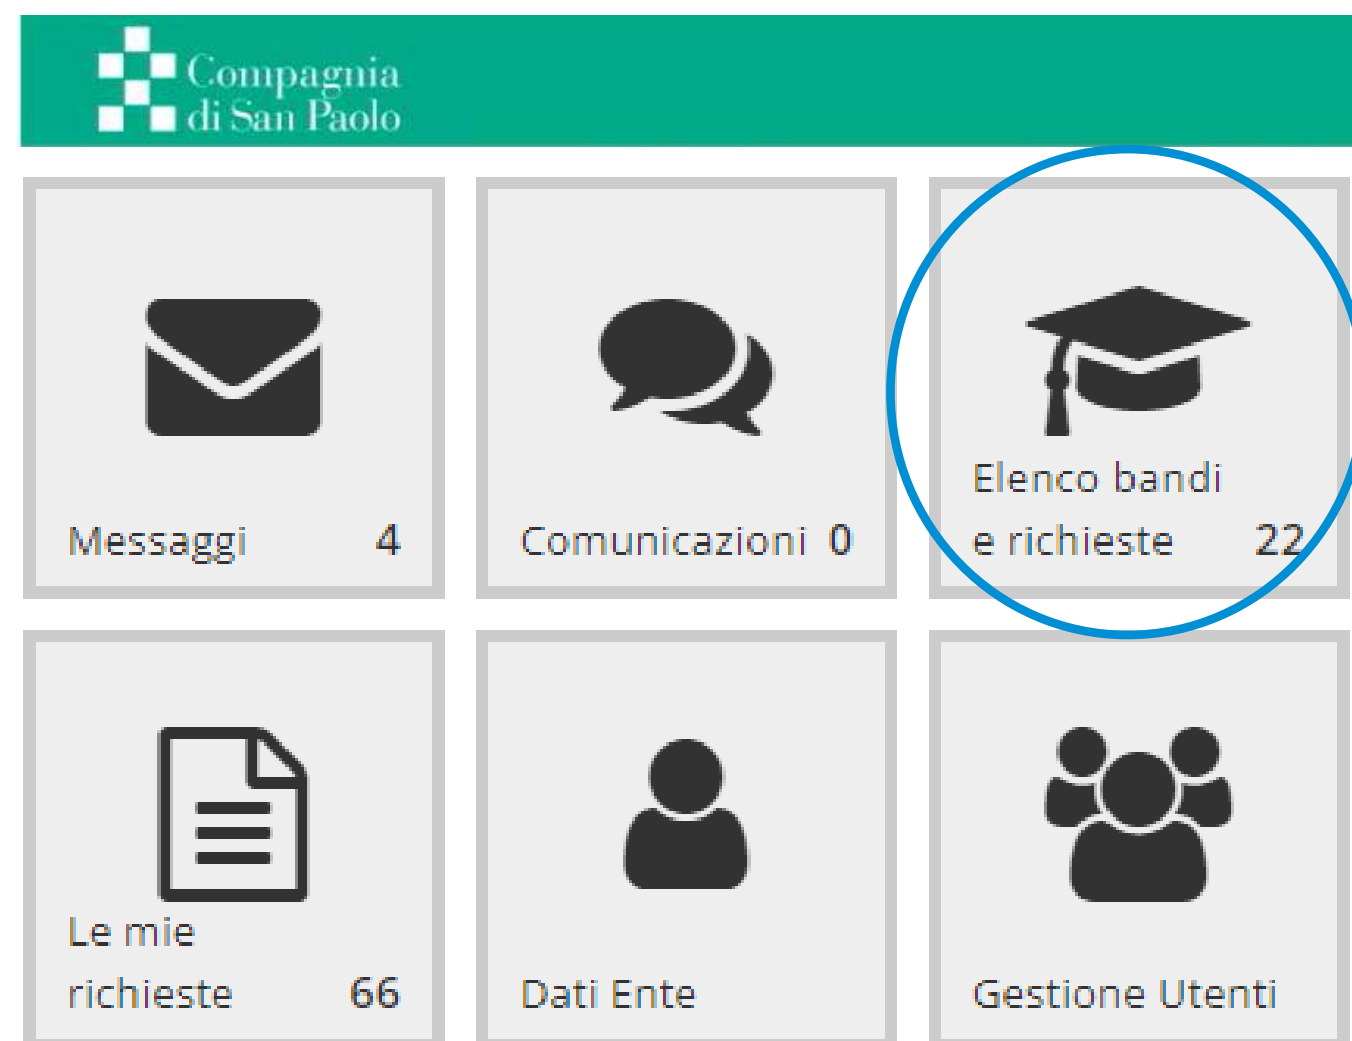 Compagnia
di San Paolo
Messaggi 4
Comunicazioni 0
Elenco bandi
e richieste 22
Le mie
richieste 66
Dati Ente
Gestione Utenti